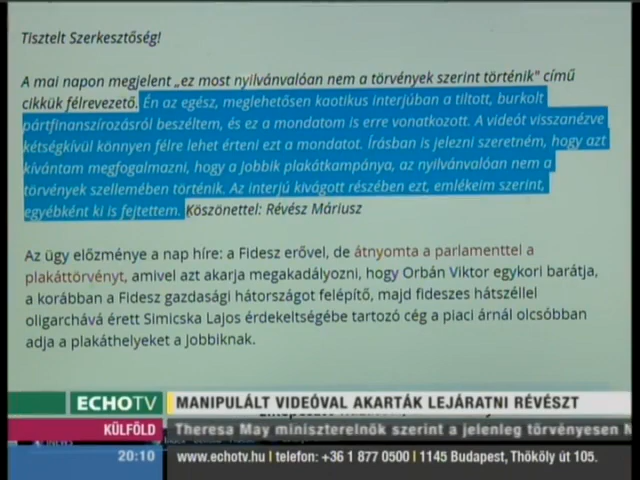 Tisztelt Szerkesztőség!
A mai napon megjelent „ez most nyilvánvalóan nem a törvények szerint történik" című
cikkük félrevezető. Én az egész, meglehetősen kaotikus interjúban a tiltott, burkolt
pártfinanszírozásról beszéltem, és ez a mondatom is erre vonatkozott. A videót visszanézve
kétségkívül könnyen félre lehet érteni ezt a mondatot. Írásban is jelezni szeretném, hogy azt
kívántam megfogalmazni, hogy a Jobbik plakátkampánya, az nyilvánvalóan nem a
törvények szellemében történik. Az interjú kivágott részében ezt, emlékeim szerint,
egyébként ki is fejtettem. Köszönettel: Révész Máriusz
Az ügy előzménye a nap híre: a Fidesz erővel, de átnyomta a parlamenttel a
plakáttörvényt, amivel azt akarja megakadályozni, hogy Orbán Viktor egykori barátja,
a korábban a Fidesz gazdasági hátországot felépítő, majd fideszes hátszéllel
oligarchává érett Simicska Lajos érdekeltségébe tartozó cég a piaci árnál olcsóbban
adja a plakáthelyeket a Jobbiknak.
ECHOTV MANIPULÁLT VIDEÓVAL AKARTÁK LEJÁRATNI RÉVÉSZT
KÜLFÖLD Theresa May miniszterelnök szerint a jelenleg törvényesen N
20:10 www.echotv.hu | telefon: +36 1 877 0500 | 1145 Budapest, Thököly út 105.